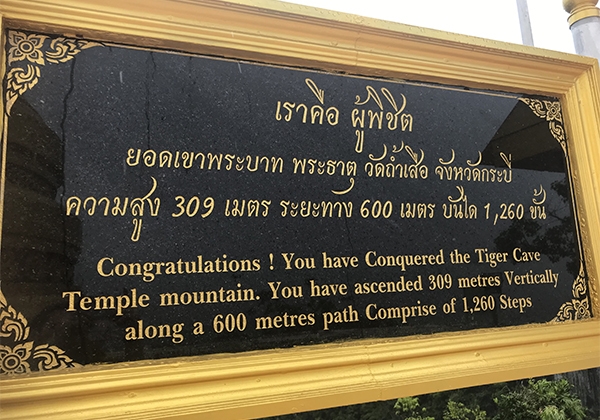 เราคือ ผู้พิชิต
ยอดเขาพระบาท พระธาตุ วัดถ้ำเสือ จังหวัดกระบี่
ความสูง 309 เมตร ระยะทาง 600 เมตร บันได 1,260 ขั้น
Congratulations ! You have Conquered the Tiger Cave
Temple mountain. You have ascended 309 metres Vertically
along a 600 metres path Comprise of 1,260 Steps